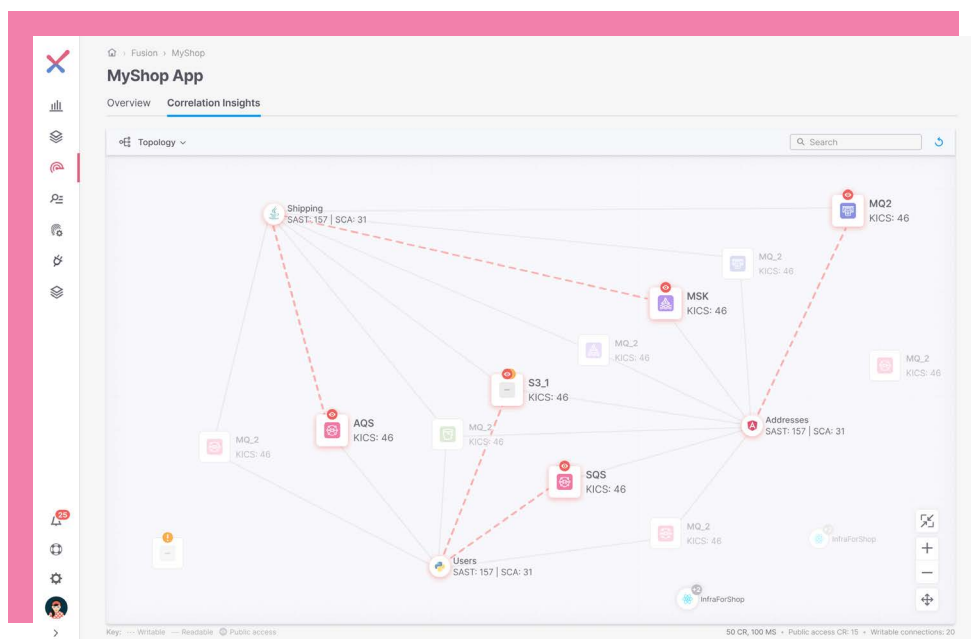 Fusion › MyShop
MyShop App
Overview Correlation Insights
Topology
Search
Shipping
SAST: 157 | SCA: 31
MQ2
KICS: 46
MQ_2
KICS: 46
MSK
KICS: 46
MQ_2
KICS: 46
MQ_2
KICS: 46
S3_1
KICS: 46
AQS
KICS: 46
MQ_2
KICS: 46
Addresses
SAST: 157 | SCA: 31
MQ_2
KICS: 46
SQS
KICS: 46
25
MQ_2
KICS: 46
InfraForShop
Users
SAST: 157 | SCA: 31
InfraForShop
Key: --- Writable — Readable Public access
50 CR, 100 MS • Public access CR: 15 • Writable connections: 20